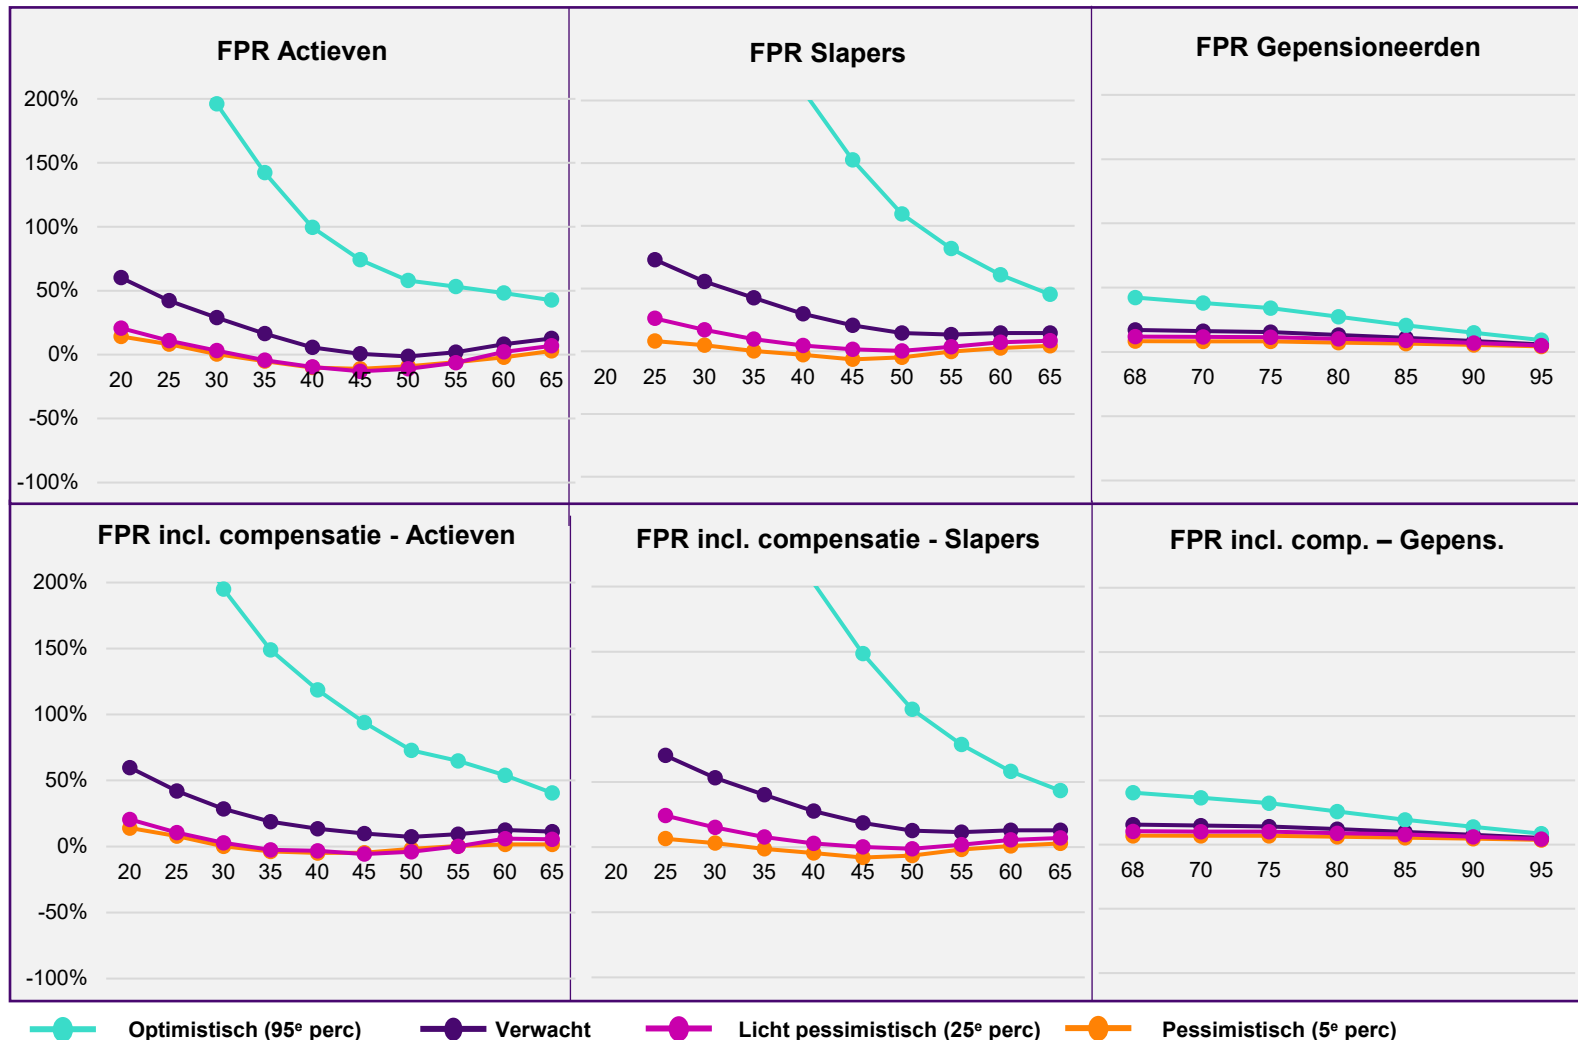 FPR Actieven
FPR Slapers
FPR Gepensioneerden
200%
150%
100%
50%
0%
-50%
-100%
20 25 30 35 40 45 50 55 60 65
20 25 30 35 40 45 50 55 60 65
68 70 75 80 85 90 95
FPR incl. compensatie - Actieven
FPR incl. compensatie - Slapers
FPR incl. comp. – Gepens.
200%
150%
100%
50%
0%
-50%
-100%
20 25 30 35 40 45 50 55 60 65
20 25 30 35 40 45 50 55 60 65
68 70 75 80 85 90 95
Optimistisch (95ᵉ perc) Verwacht Licht pessimistisch (25ᵉ perc) Pessimistisch (5ᵉ perc)